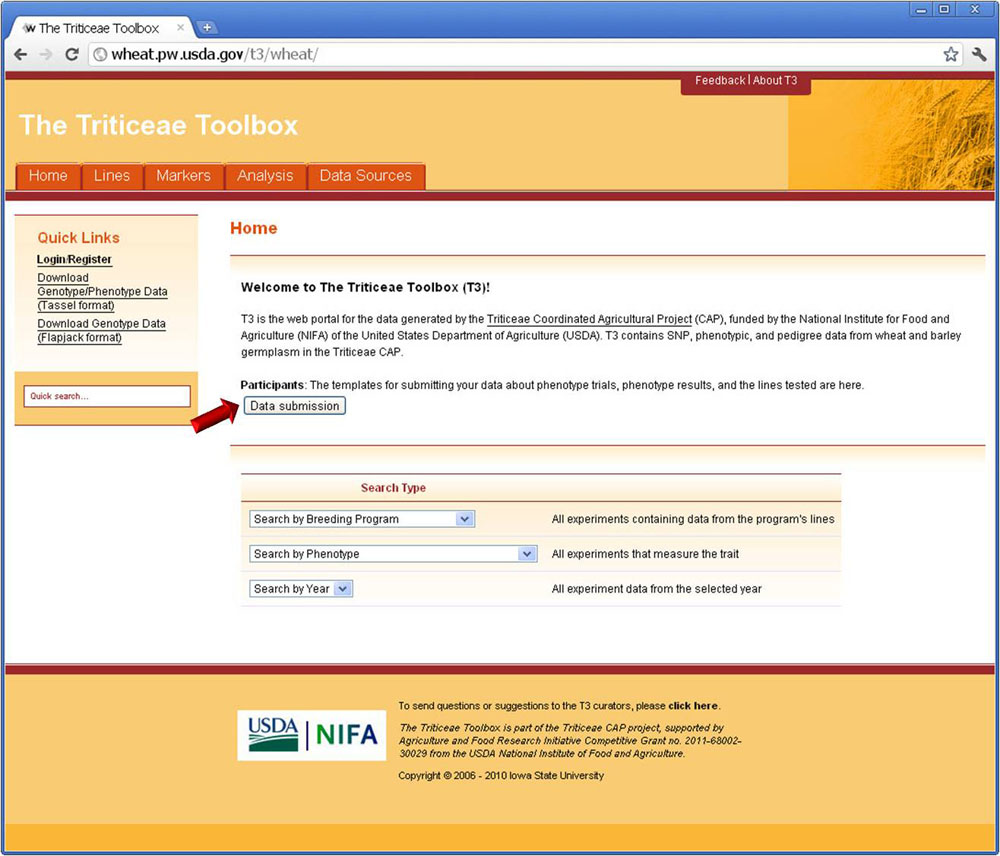 The Triticeae Toolbox
wheat.pw.usda.gov/t3/wheat/
Feedback | About T3
The Triticeae Toolbox
Home
Lines
Markers
Analysis
Data Sources
Quick Links
Login/Register
Download
Genotype/Phenotype Data
(Tassel format)
Download Genotype Data
(Flapjack format)
Quick search...
Home
Welcome to The Triticeae Toolbox (T3)!
T3 is the web portal for the data generated by the Triticeae Coordinated Agricultural Project (CAP), funded by the National Institute for Food and
Agriculture (NIFA) of the United States Department of Agriculture (USDA). T3 contains SNP, phenotypic, and pedigree data from wheat and barley
germplasm in the Triticeae CAP.
Participants: The templates for submitting your data about phenotype trials, phenotype results, and the lines tested are here.
Data submission
Search Type
Search by Breeding Program
All experiments containing data from the program's lines
Search by Phenotype
All experiments that measure the trait
Search by Year
All experiment data from the selected year
USDA | NIFA
To send questions or suggestions to the T3 curators, please click here.
The Triticeae Toolbox is part of the Triticeae CAP project, supported by
Agriculture and Food Research Initiative Competitive Grant no. 2011-68002-
30029 from the USDA National Institute of Food and Agriculture.
Copyright © 2006 - 2010 Iowa State University